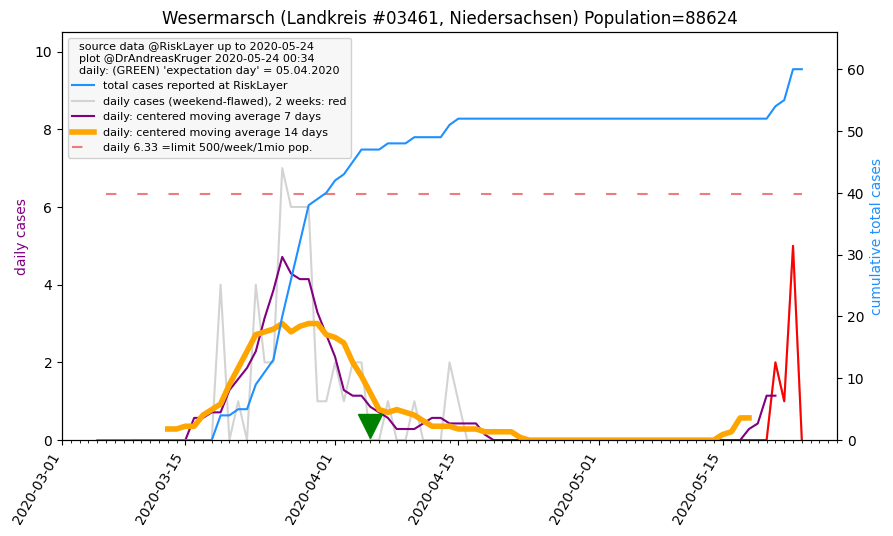 Wesermarsch (Landkreis #03461, Niedersachsen) Population=88624
source data @RiskLayer up to 2020-05-24
plot @DrAndreasKruger 2020-05-24 00:34
daily: (GREEN) 'expectation day' = 05.04.2020
total cases reported at RiskLayer
daily cases (weekend-flawed), 2 weeks: red
daily: centered moving average 7 days
daily: centered moving average 14 days
daily 6.33 =limit 500/week/1mio pop.
daily cases
10
8
6
4
2
0
cumulative total cases
60
50
40
30
20
10
0
2020-03-01
2020-03-15
2020-04-01
2020-04-15
2020-05-01
2020-05-15